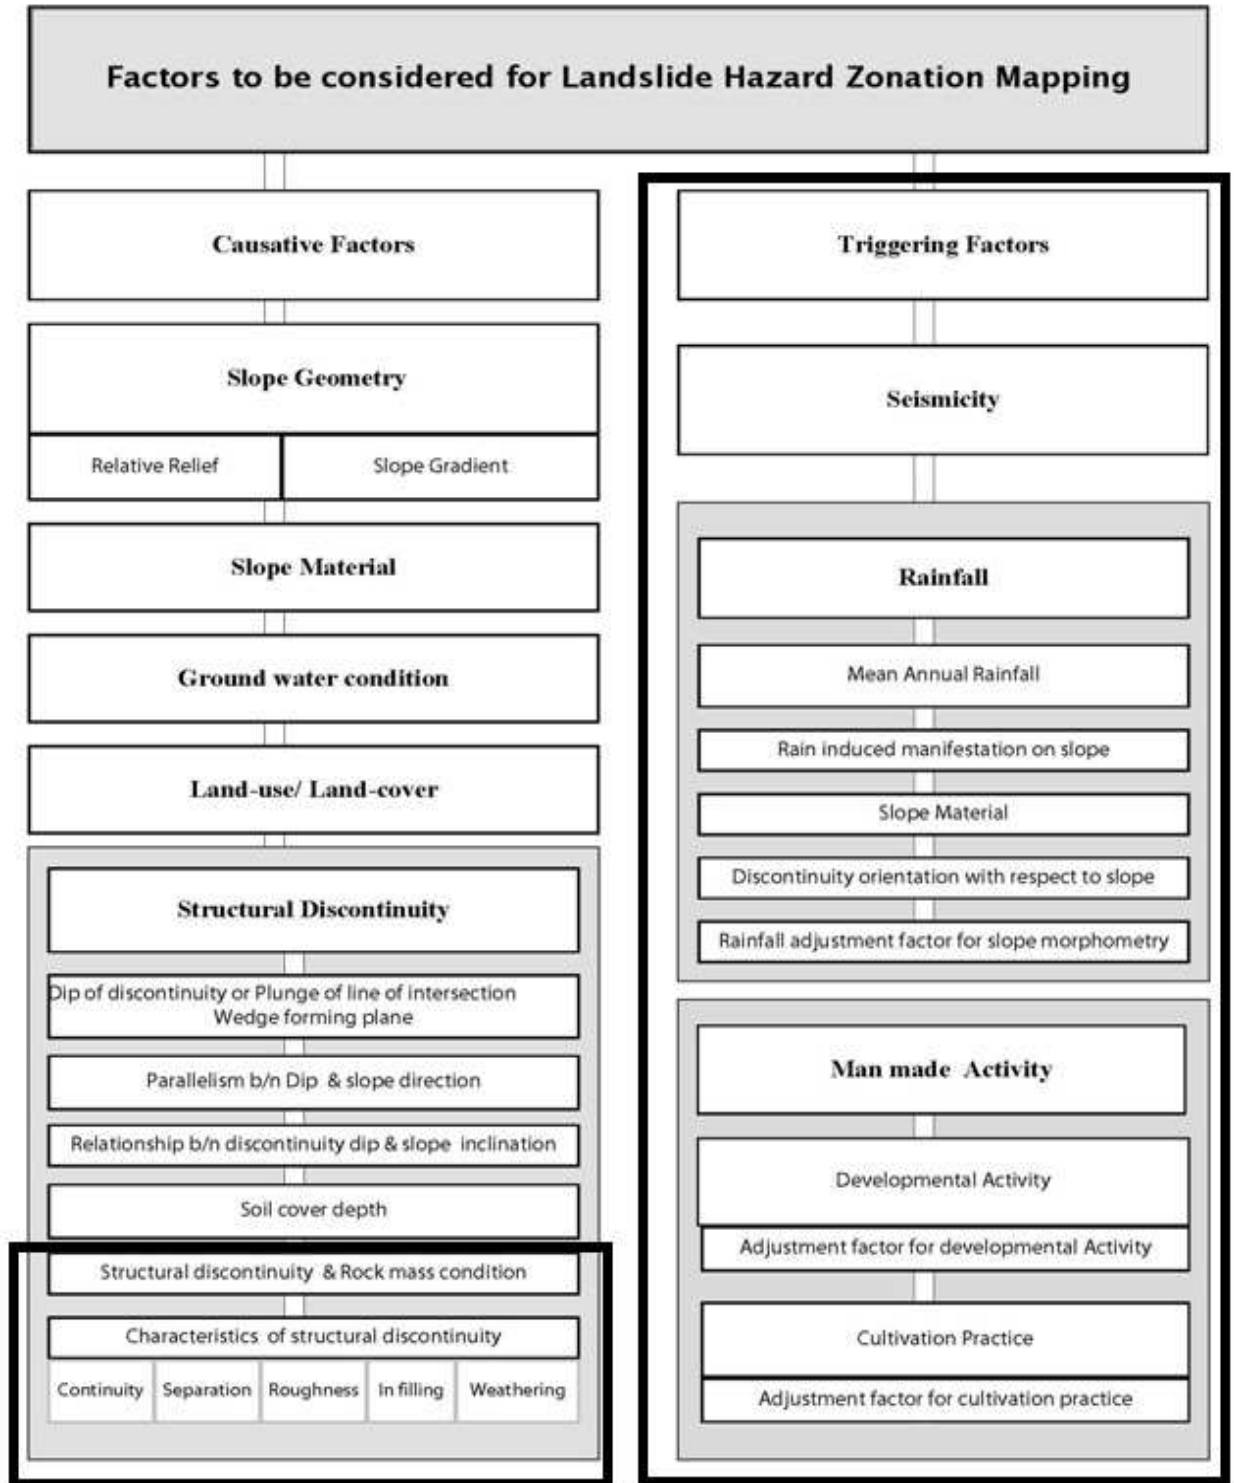 Factors to be considered for Landslide Hazard Zonation Mapping
Causative Factors
Slope Geometry
Relative Relief
Slope Gradient
Slope Material
Ground water condition
Land-use/ Land-cover
Structural Discontinuity
Dip of discontinuity or Plunge of line of intersection
Wedge forming plane
Parallelism b/n Dip & slope direction
Relationship b/n discontinuity dip & slope inclination
Soil cover depth
Structural discontinuity & Rock mass condition
Characteristics of structural discontinuity
Continuity
Separation
Roughness
In filling
Weathering
Triggering Factors
Seismicity
Rainfall
Mean Annual Rainfall
Rain induced manifestation on slope
Slope Material
Discontinuity orientation with respect to slope
Rainfall adjustment factor for slope morphometry
Man made Activity
Developmental Activity
Adjustment factor for developmental Activity
Cultivation Practice
Adjustment factor for cultivation practice